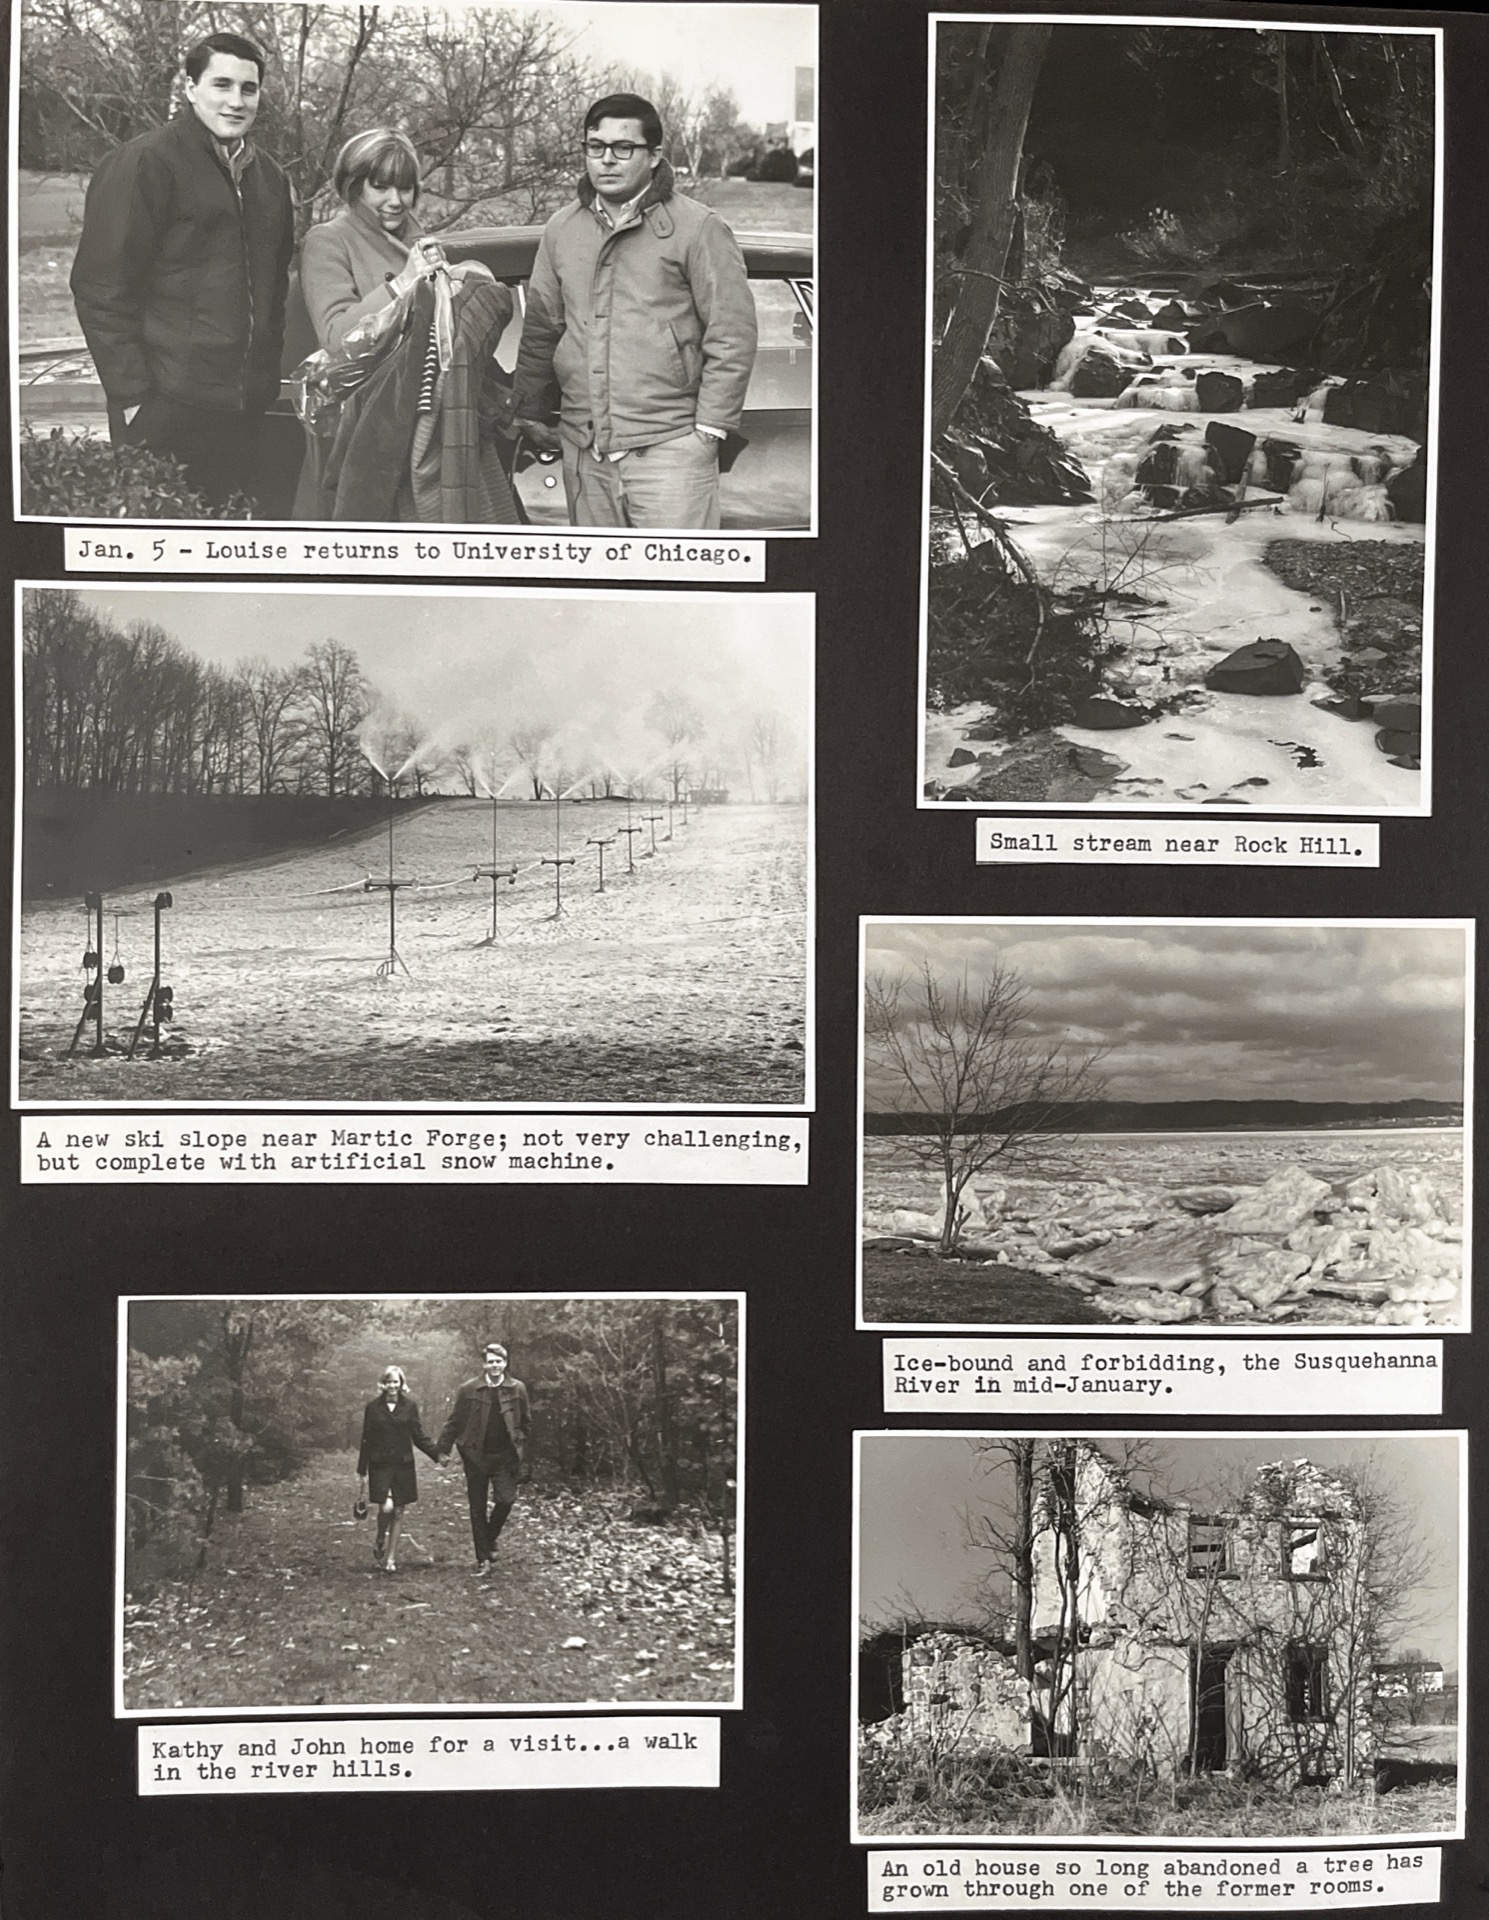 Jan. 5 - Louise returns to University of Chicago.
A new ski slope near Martic Forge; not very challenging,
but complete with artificial snow machine.
Kathy and John home for a visit...a walk
in the river hills.
Small stream near Rock Hill.
Ice-bound and forbidding, the Susquehanna
River in mid-January.
An old house so long abandoned a tree has
grown through one of the former rooms.